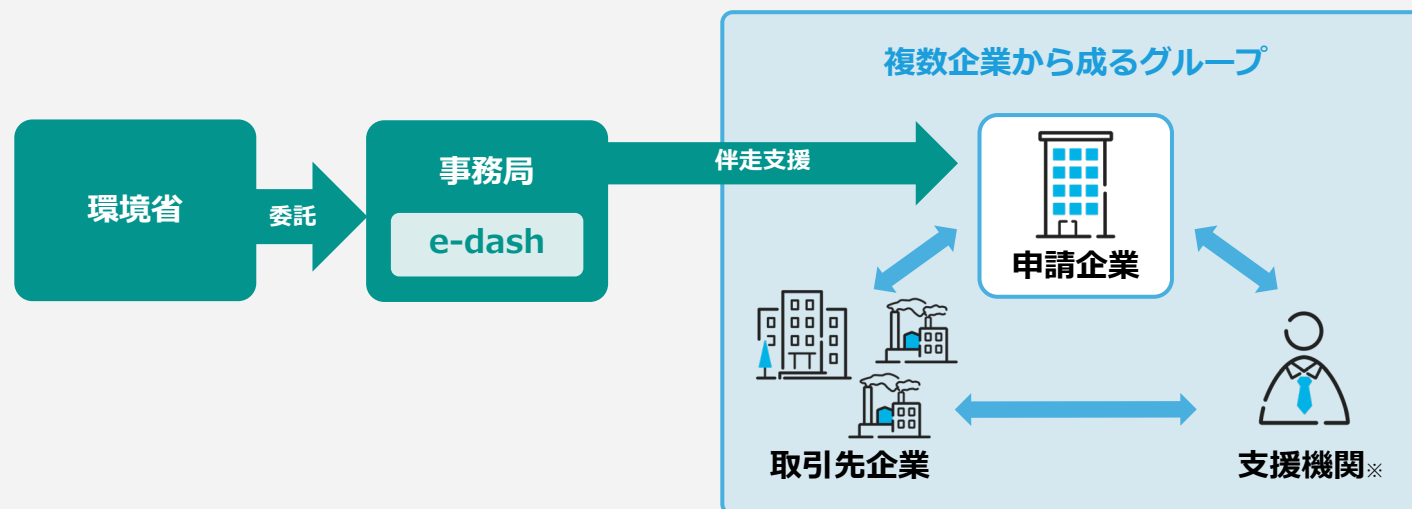 複数企業から成るグループ
環境省
委託
事務局
e-dash
伴走支援
申請企業
取引先企業
支援機関※